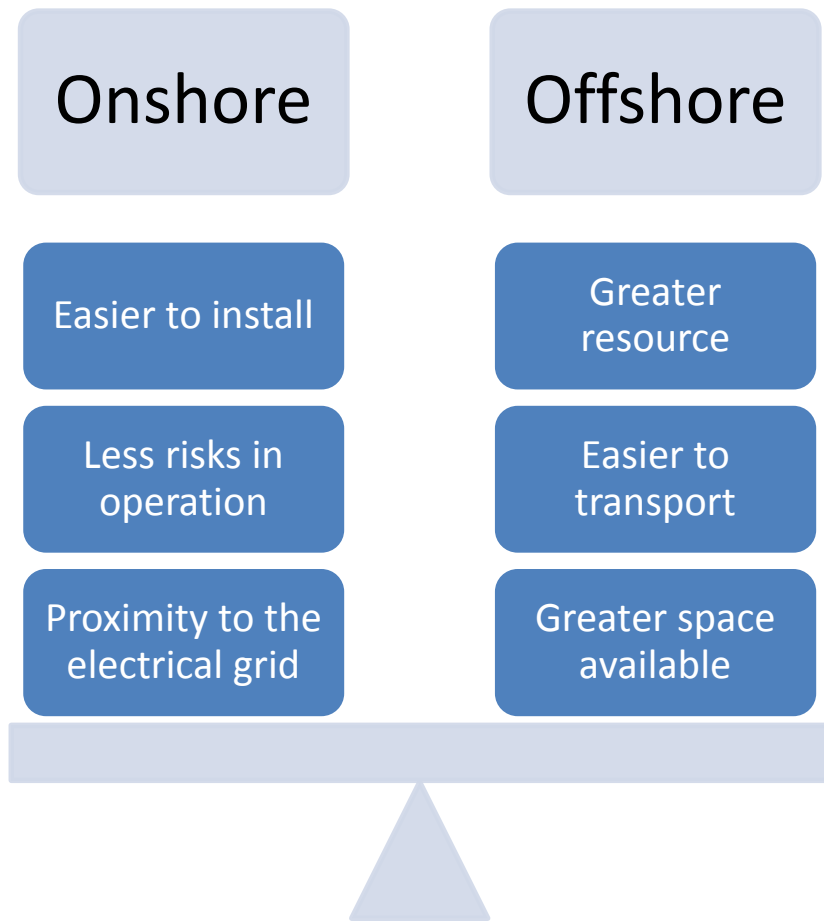 Onshore
Offshore
Easier to install
Greater
resource
Less risks in
operation
Easier to
transport
Proximity to the
electrical grid
Greater space
available